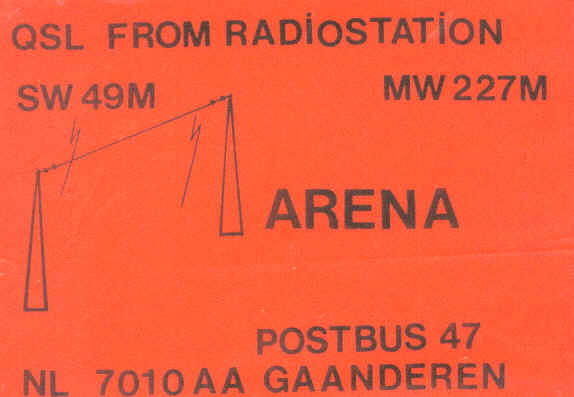 QSL FROM RADİOSTATİON
SW 49M MW 227M
ARENA
POSTBUS 47
NL 7010 AA GAANDEREN